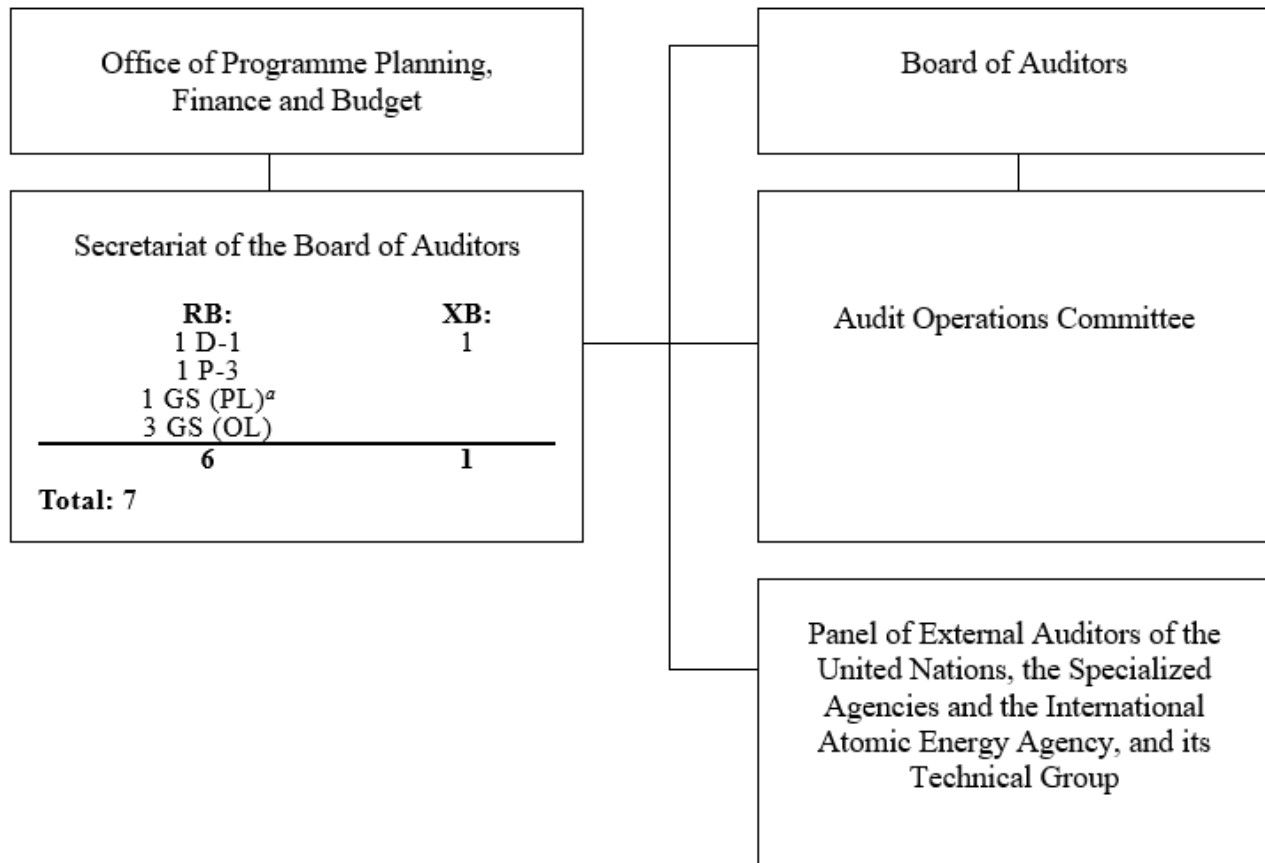 Office of Programme Planning,
Finance and Budget
Secretariat of the Board of Auditors
RB: XB:
1 D-1 1
1 P-3
1 GS (PL)a
3 GS (OL)
6 1
Total: 7
Board of Auditors
Audit Operations Committee
Panel of External Auditors of the
United Nations, the Specialized
Agencies and the International
Atomic Energy Agency, and its
Technical Group